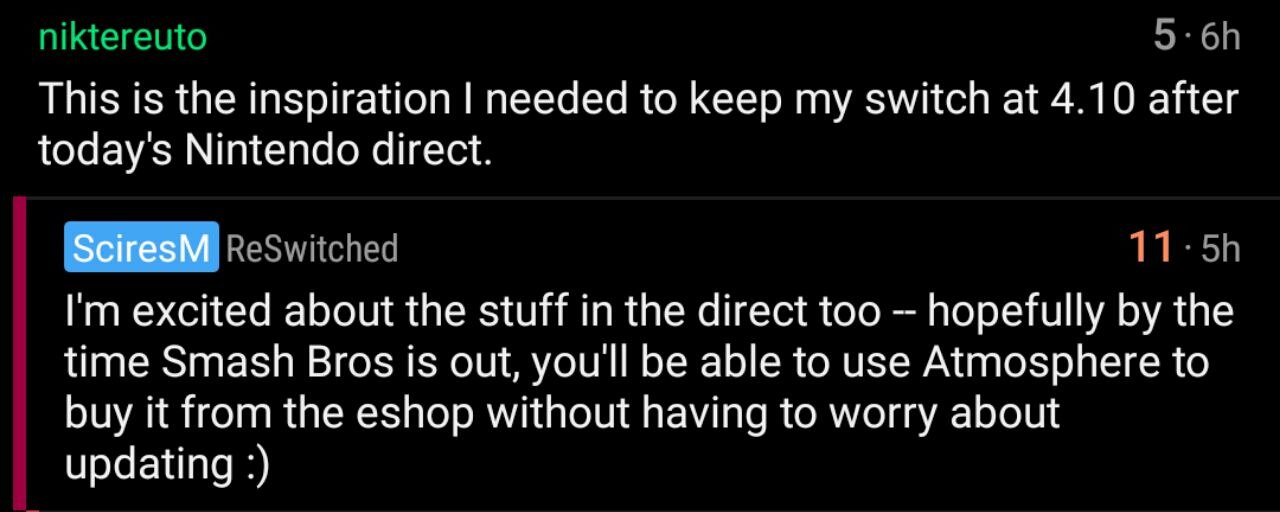 niktereuto 5 · 6h
This is the inspiration I needed to keep my switch at 4.10 after
today's Nintendo direct.
SciresM ReSwitched 11 · 5h
I'm excited about the stuff in the direct too -- hopefully by the
time Smash Bros is out, you'll be able to use Atmosphere to
buy it from the eshop without having to worry about
updating :)